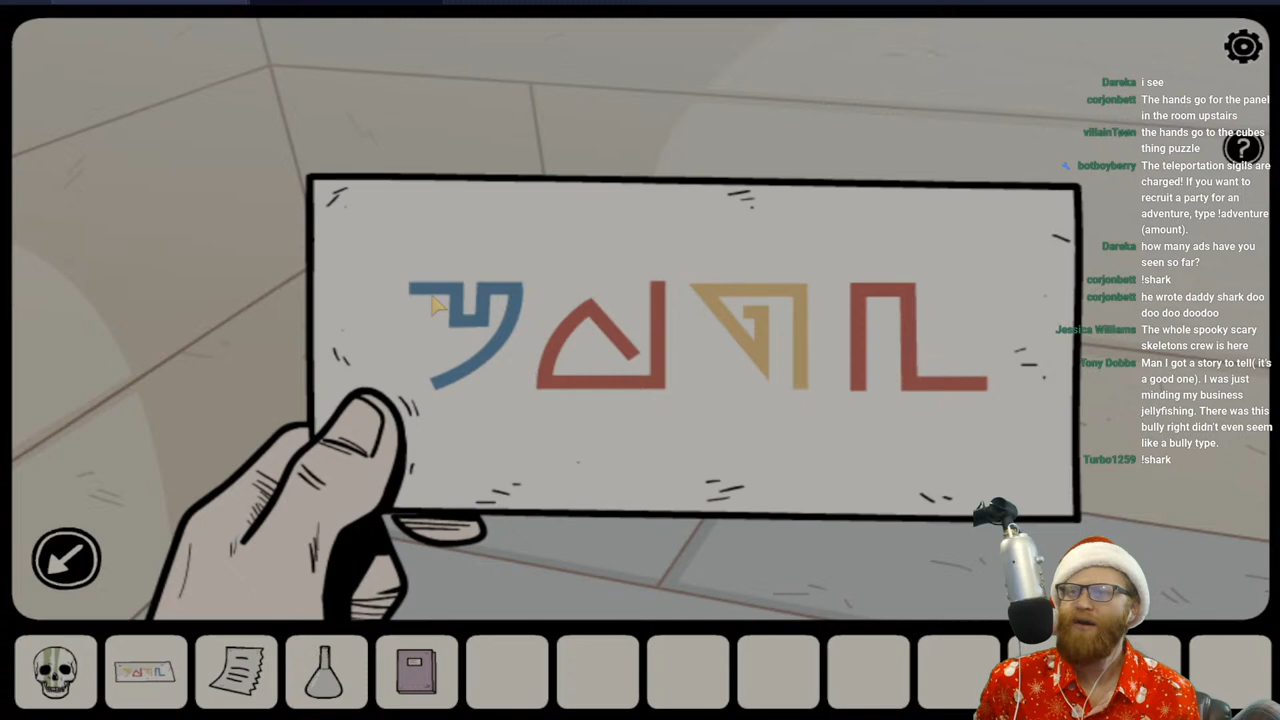 Dareka i see
corjonbett The hands go for the panel
in the room upstairs
villainTøøn the hands go to the cubes
thing puzzle
?
botboyberry The teleportation sigils are
charged! If you want to
recruit a party for an
adventure, type !adventure
(amount).
Dareka how many ads have you
seen so far?
corjonbett !shark
corjonbett he wrote daddy shark doo
doo doo doodoo
Jessica Williams The whole spooky scary
skeletons crew is here
Tony Dobbs Man I got a story to tell( it's
a good one). I was just
minding my business
jellyfishing. There was this
bully right didn't even seem
like a bully type.
Turbo1259 !shark